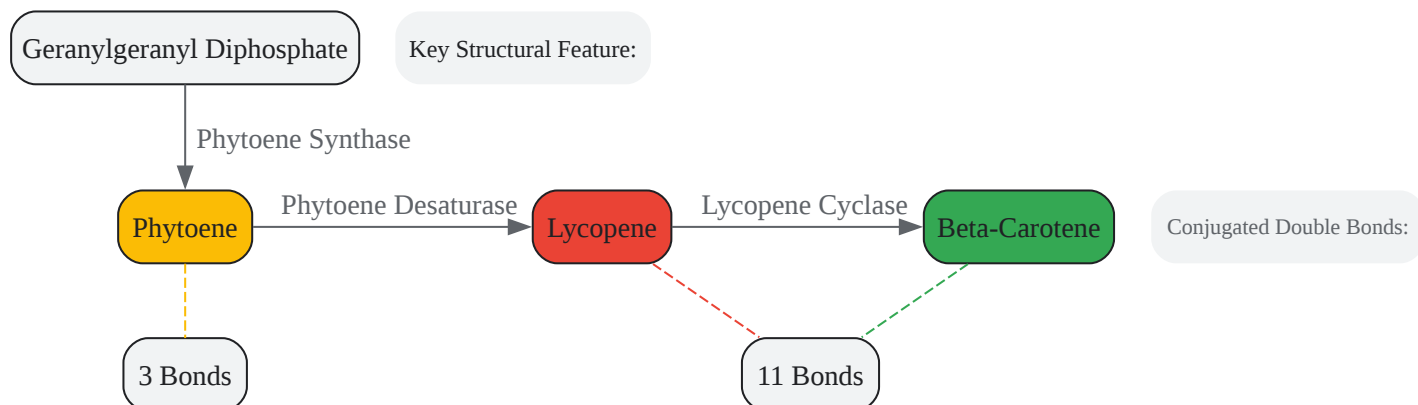 Geranylgeranyl Diphosphate
Key Structural Feature:
Phytoene Synthase
Phytoene
Phytoene Desaturase
Lycopene
Lycopene Cyclase
Beta-Carotene
Conjugated Double Bonds:
3 Bonds
11 Bonds